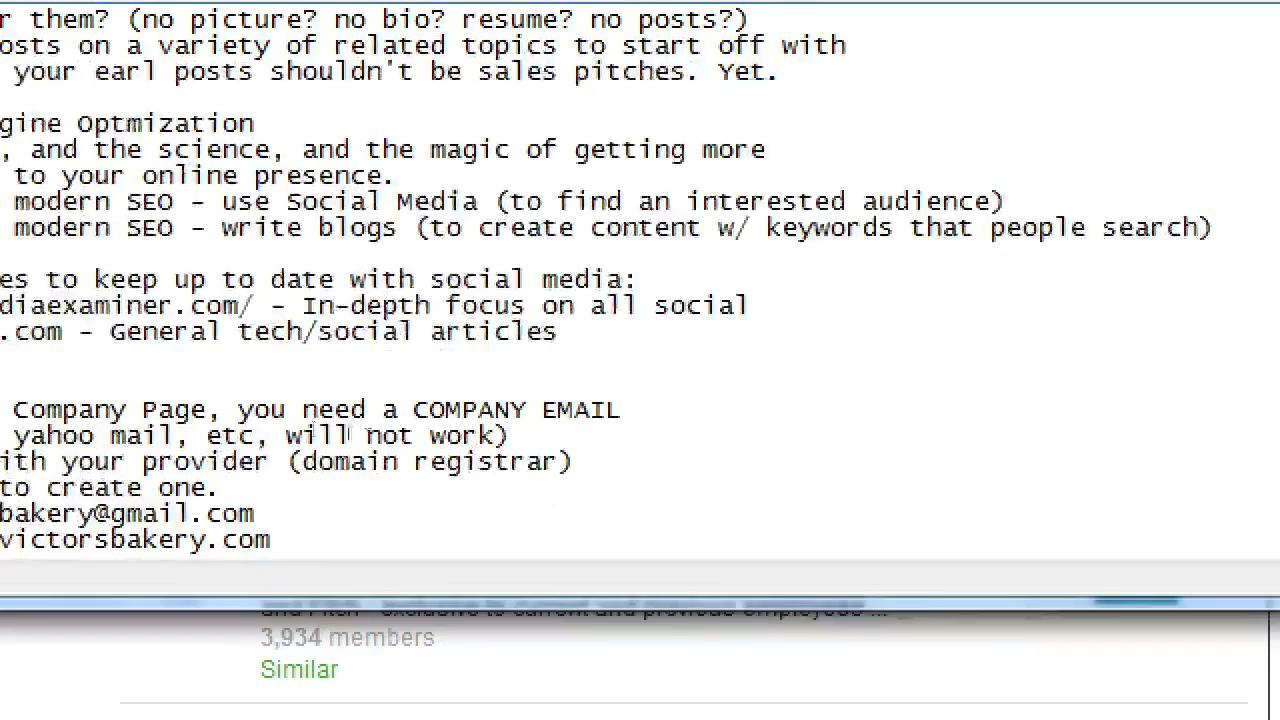 r them? (no picture? no bio? resume? no posts?)
osts on a variety of related topics to start off with
your earl posts shouldn't be sales pitches. Yet.
gine Optmization
, and the science, and the magic of getting more
to your online presence.
modern SEO - use Social Media (to find an interested audience)
modern SEO - write blogs (to create content w/ keywords that people search)
es to keep up to date with social media:
diaexaminer.com/ - In-depth focus on all social
.com - General tech/social articles
Company Page, you need a COMPANY EMAIL
yahoo mail, etc, will not work)
ith your provider (domain registrar)
to create one.
bakery@gmail.com
victorsbakery.com
3,934 members
Similar